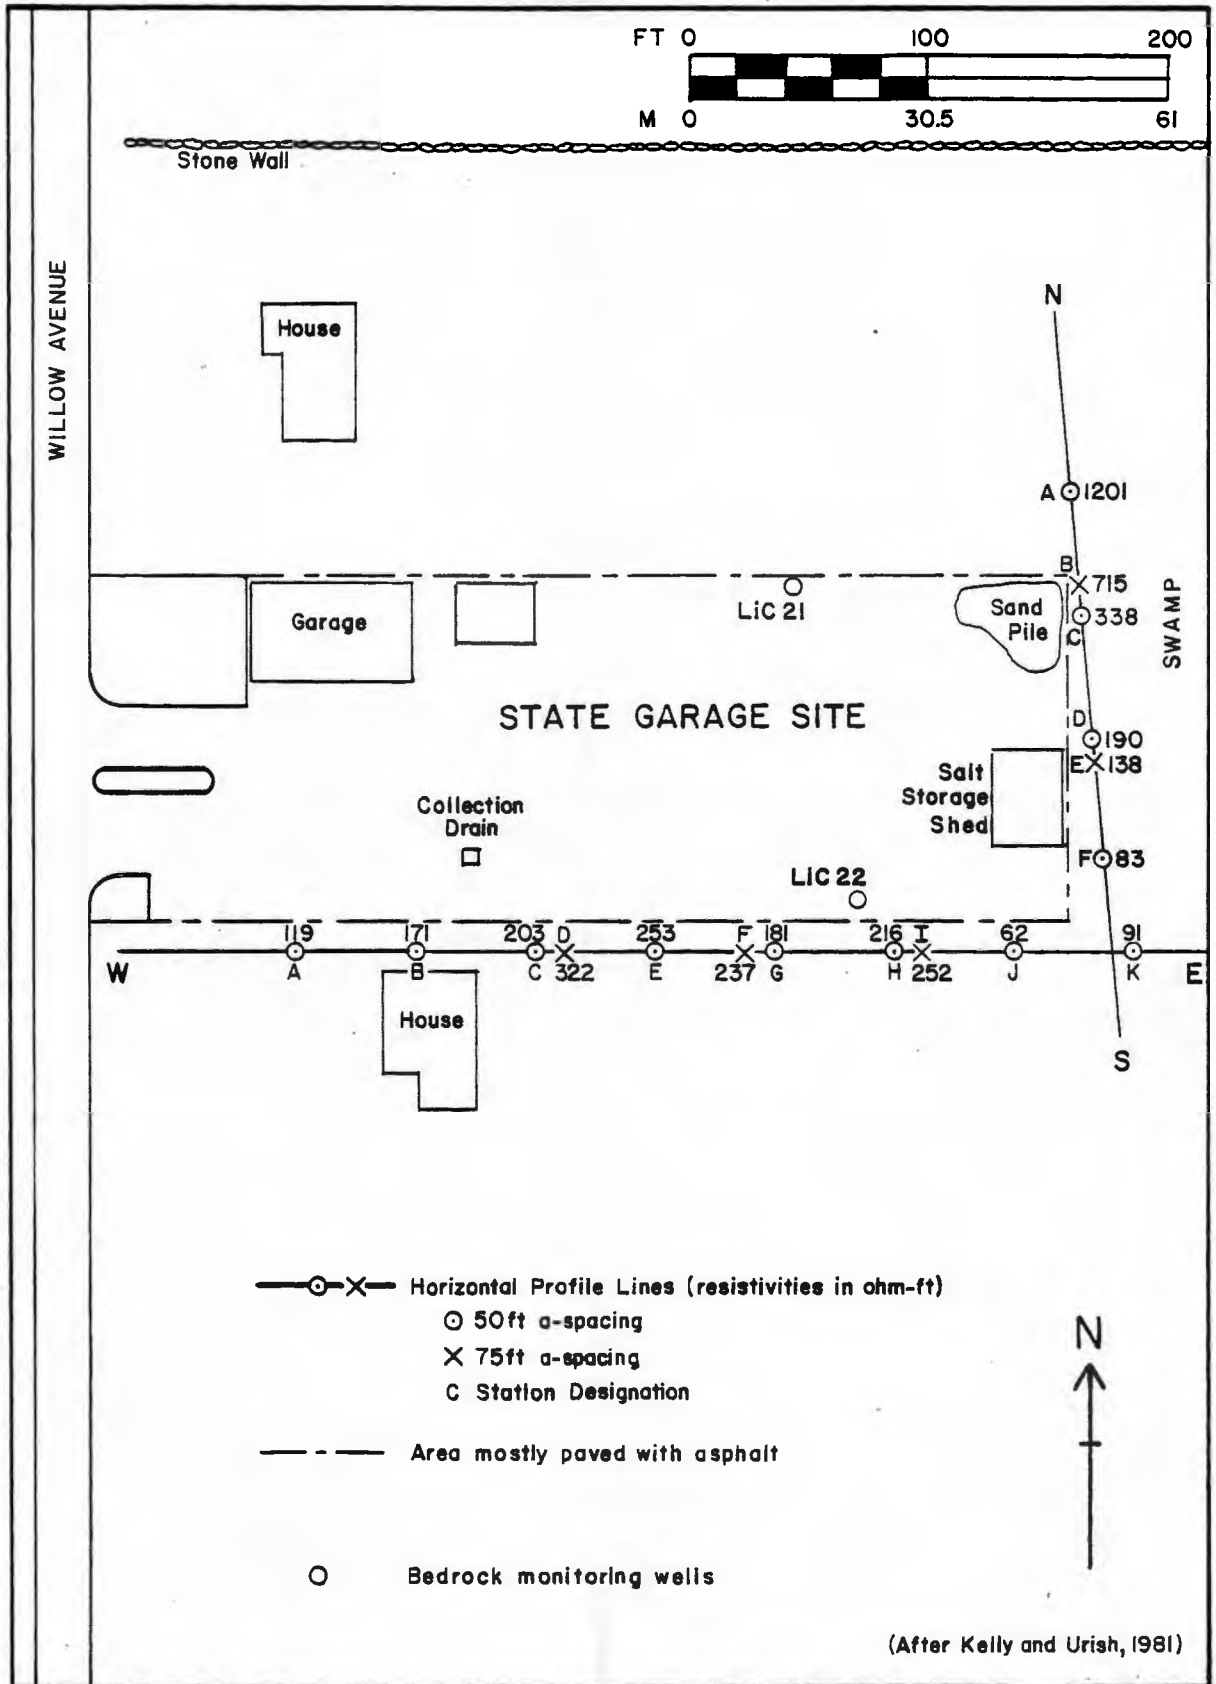 FT 0 100 200
M 0 30.5 61
Stone Wall
WILLOW AVENUE
House
N
A 1201
B 715
Sand
Pile
338
C
SWAMP
LiC 21
Garage
STATE GARAGE SITE
D 190
E 138
Salt
Storage
Shed
Collection
Drain
F 83
LiC 22
119 171 203 D 253 F 181 216 I 62 91
W A B C 322 E 237 G H 252 J K E
House
S
Horizontal Profile Lines (resistivities in ohm-ft)
50ft a-spacing
75ft a-spacing
C Station Designation
N
Area mostly paved with asphalt
Bedrock monitoring wells
(After Kelly and Urish, 1981)